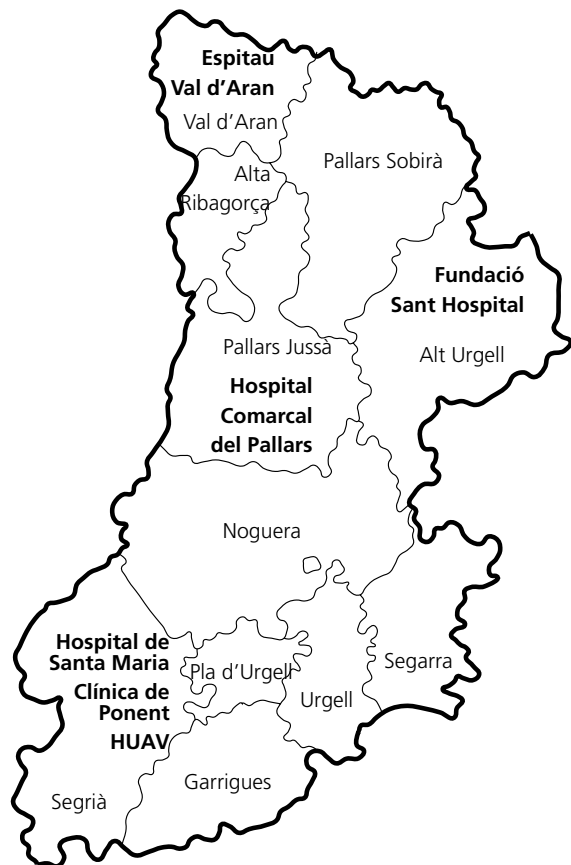 Espitau
Val d’Aran
Val d’Aran
Pallars Sobirà
Alta
Ribagorça
Fundació
Sant Hospital
Alt Urgell
Pallars Jussà
Hospital
Comarcal
del Pallars
Noguera
Hospital de
Santa Maria
Clínica de
Ponent
HUAV
Pla d’Urgell
Urgell
Segarra
Segrià
Garrigues